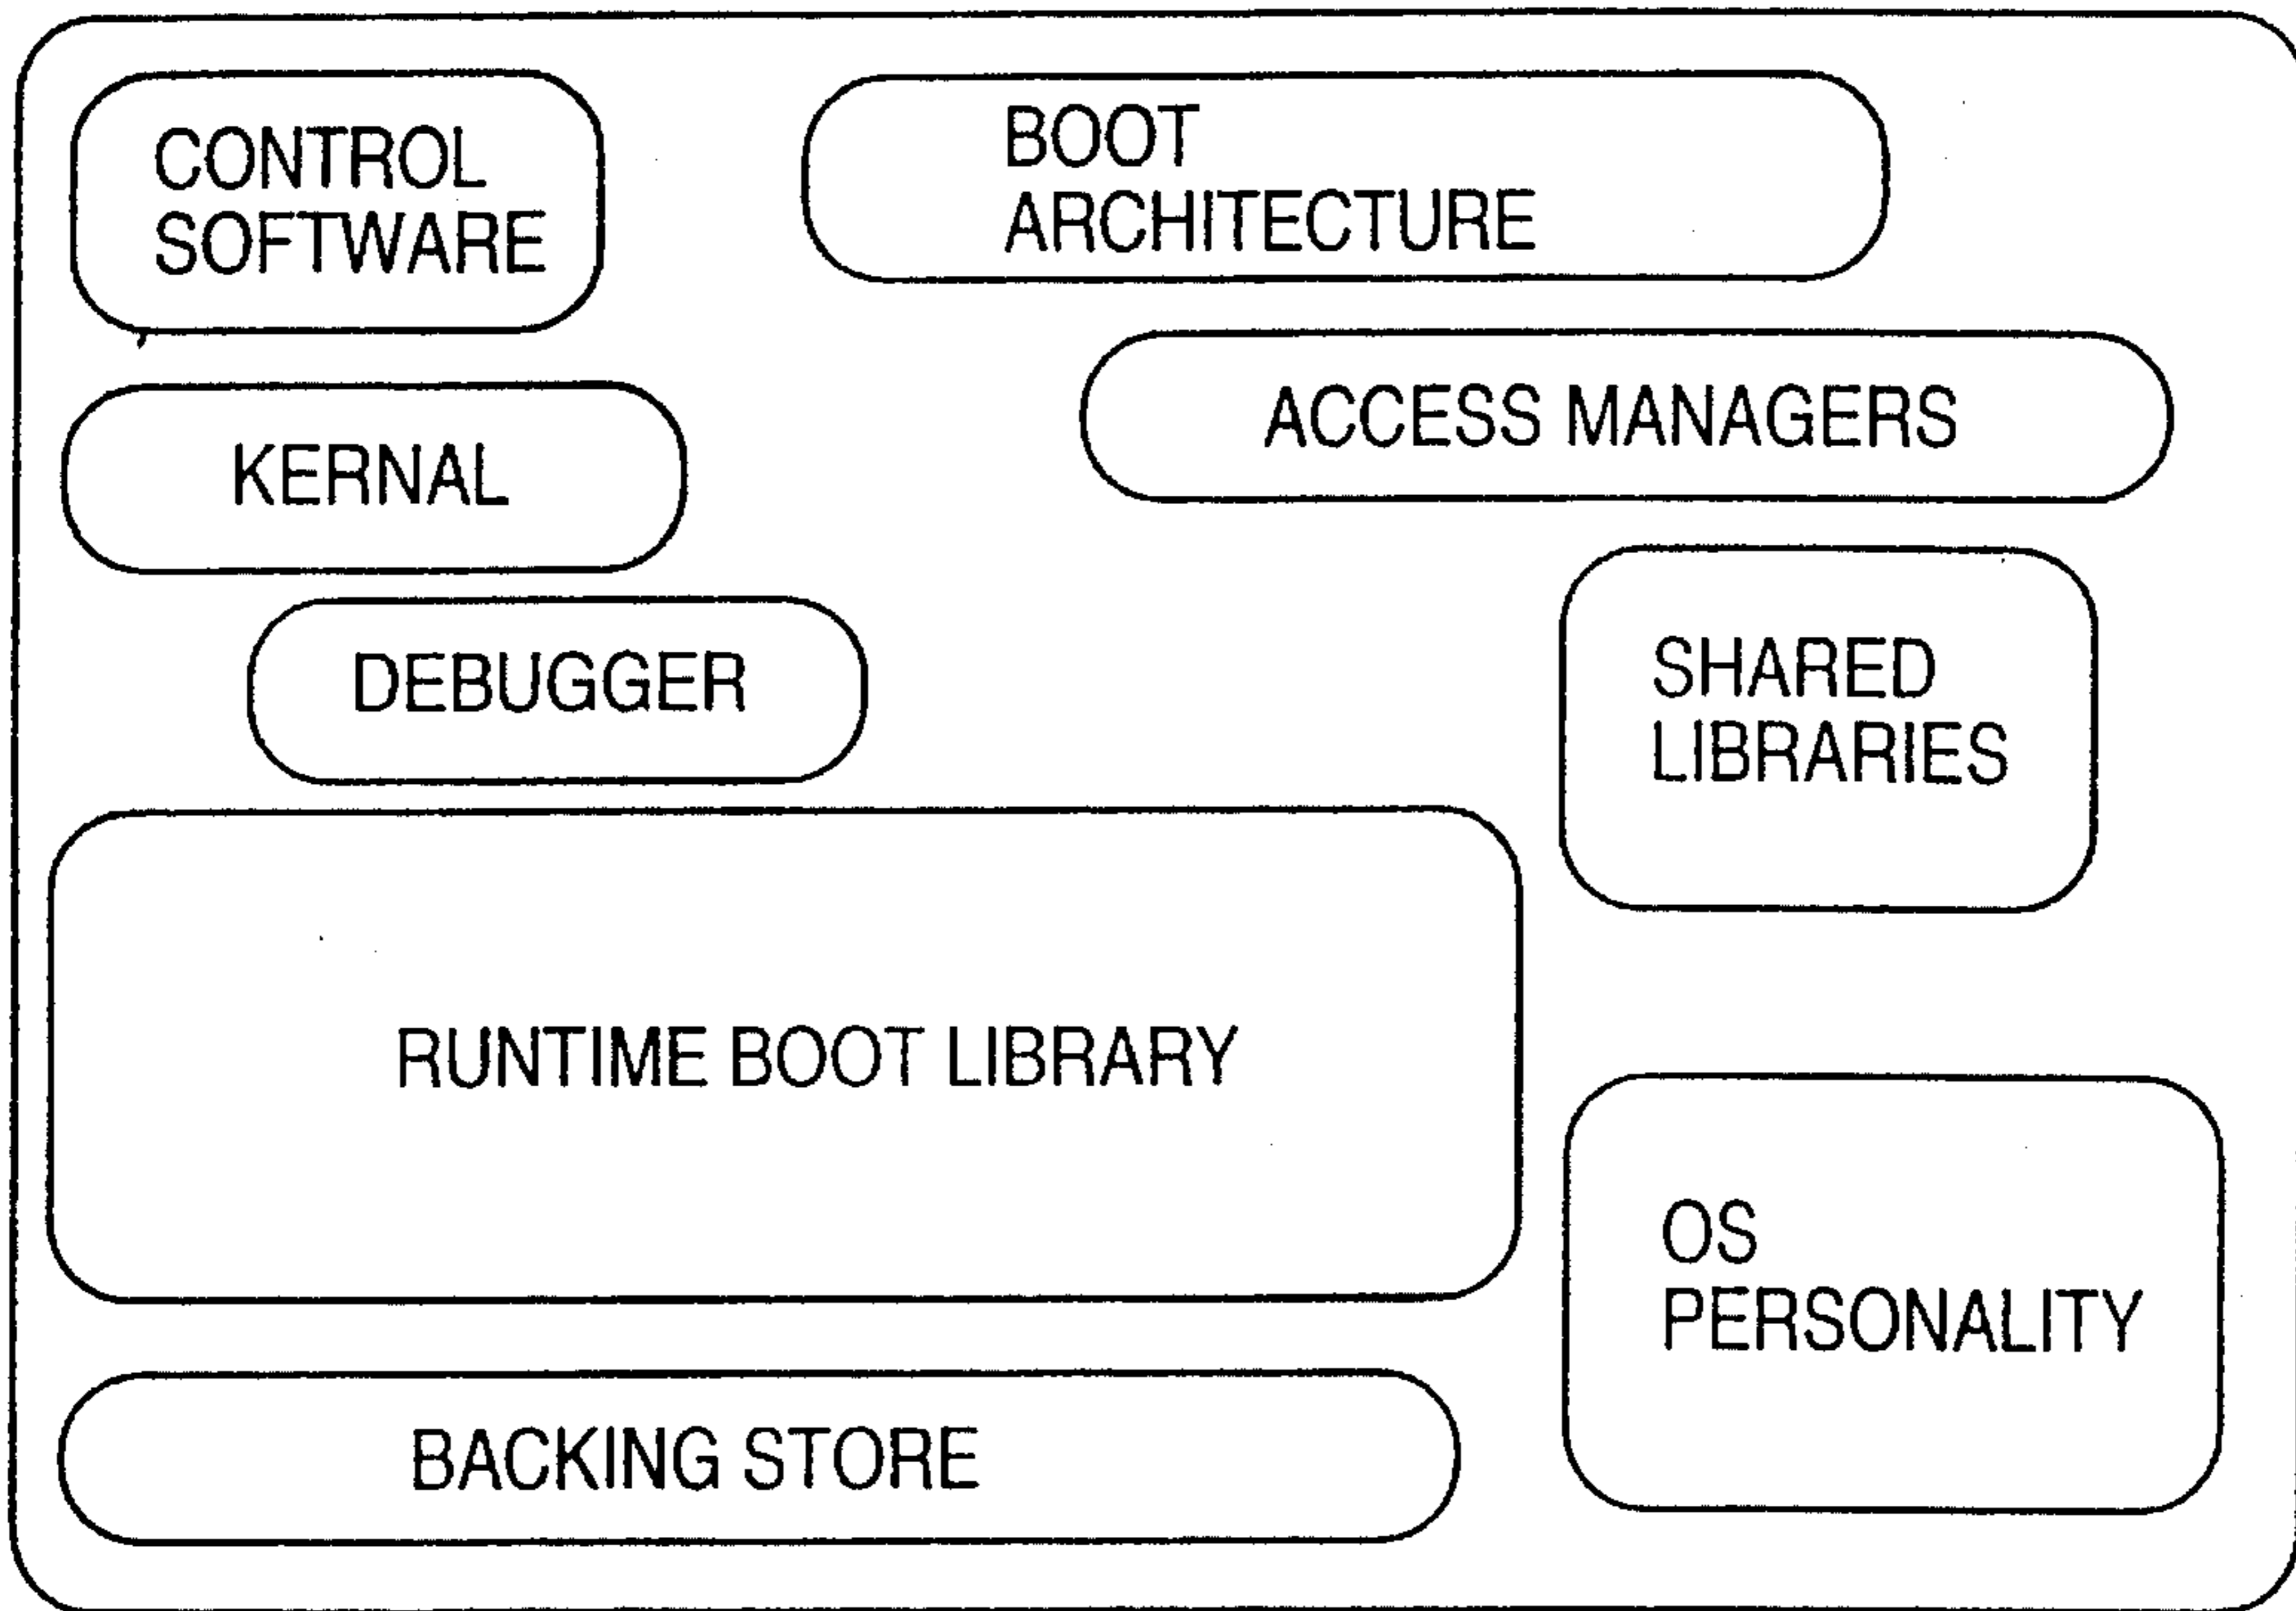 CONTROL
SOFTWARE
BOOT
ARCHITECTURE
ACCESS MANAGERS
KERNAL
DEBUGGER
SHARED
LIBRARIES
RUNTIME BOOT LIBRARY
OS
PERSONALITY
BACKING STORE